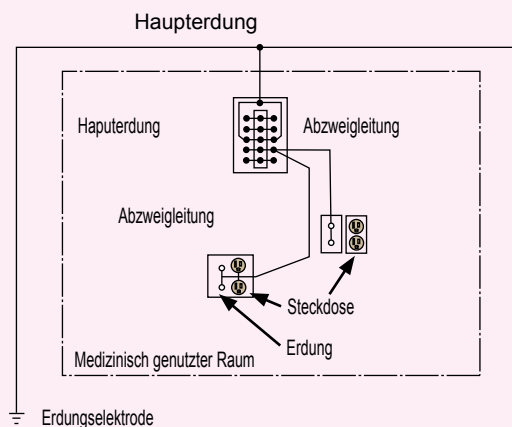 Haupterdung
Haputerdung
Abzweigleitung
Abzweigleitung
Steckdose
Erdung
Medizinisch genutzter Raum
Erdungselektrode